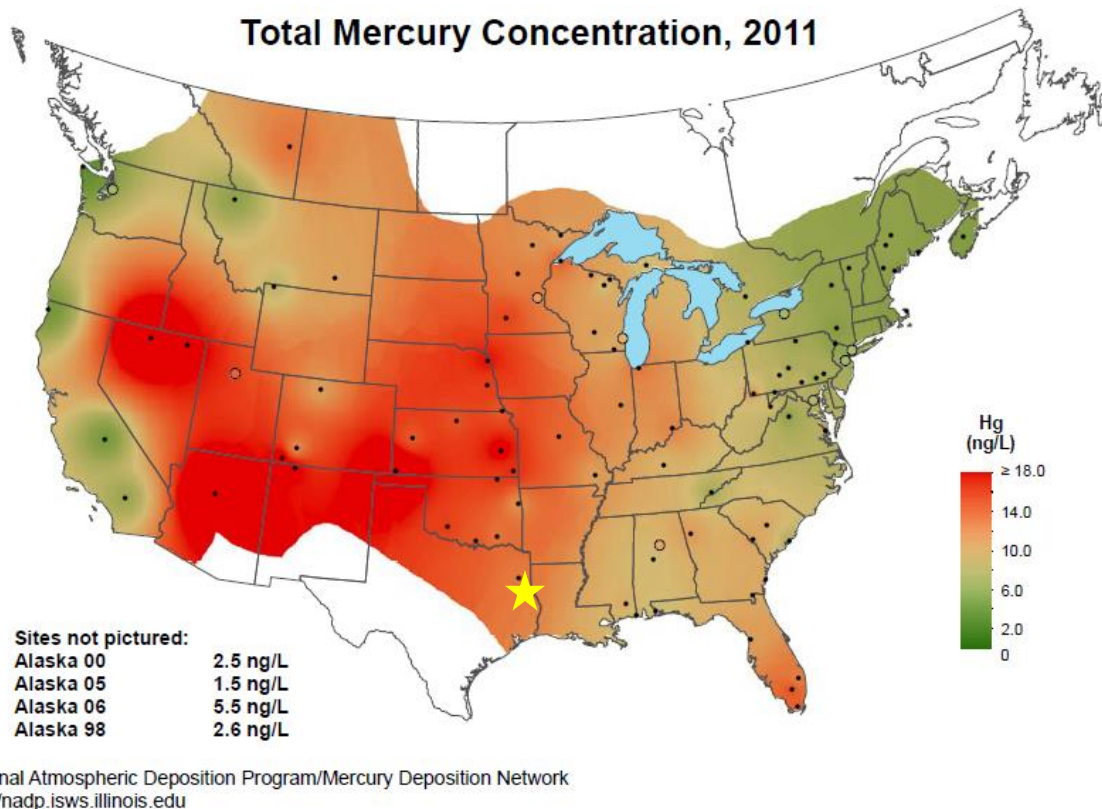 Total Mercury Concentration, 2011
Hg
(ng/L)
≥ 18.0
14.0
10.0
6.0
2.0
0
Sites not pictured:
Alaska 00 2.5 ng/L
Alaska 05 1.5 ng/L
Alaska 06 5.5 ng/L
Alaska 98 2.6 ng/L
nal Atmospheric Deposition Program/Mercury Deposition Network
/nadp.isws.illinois.edu